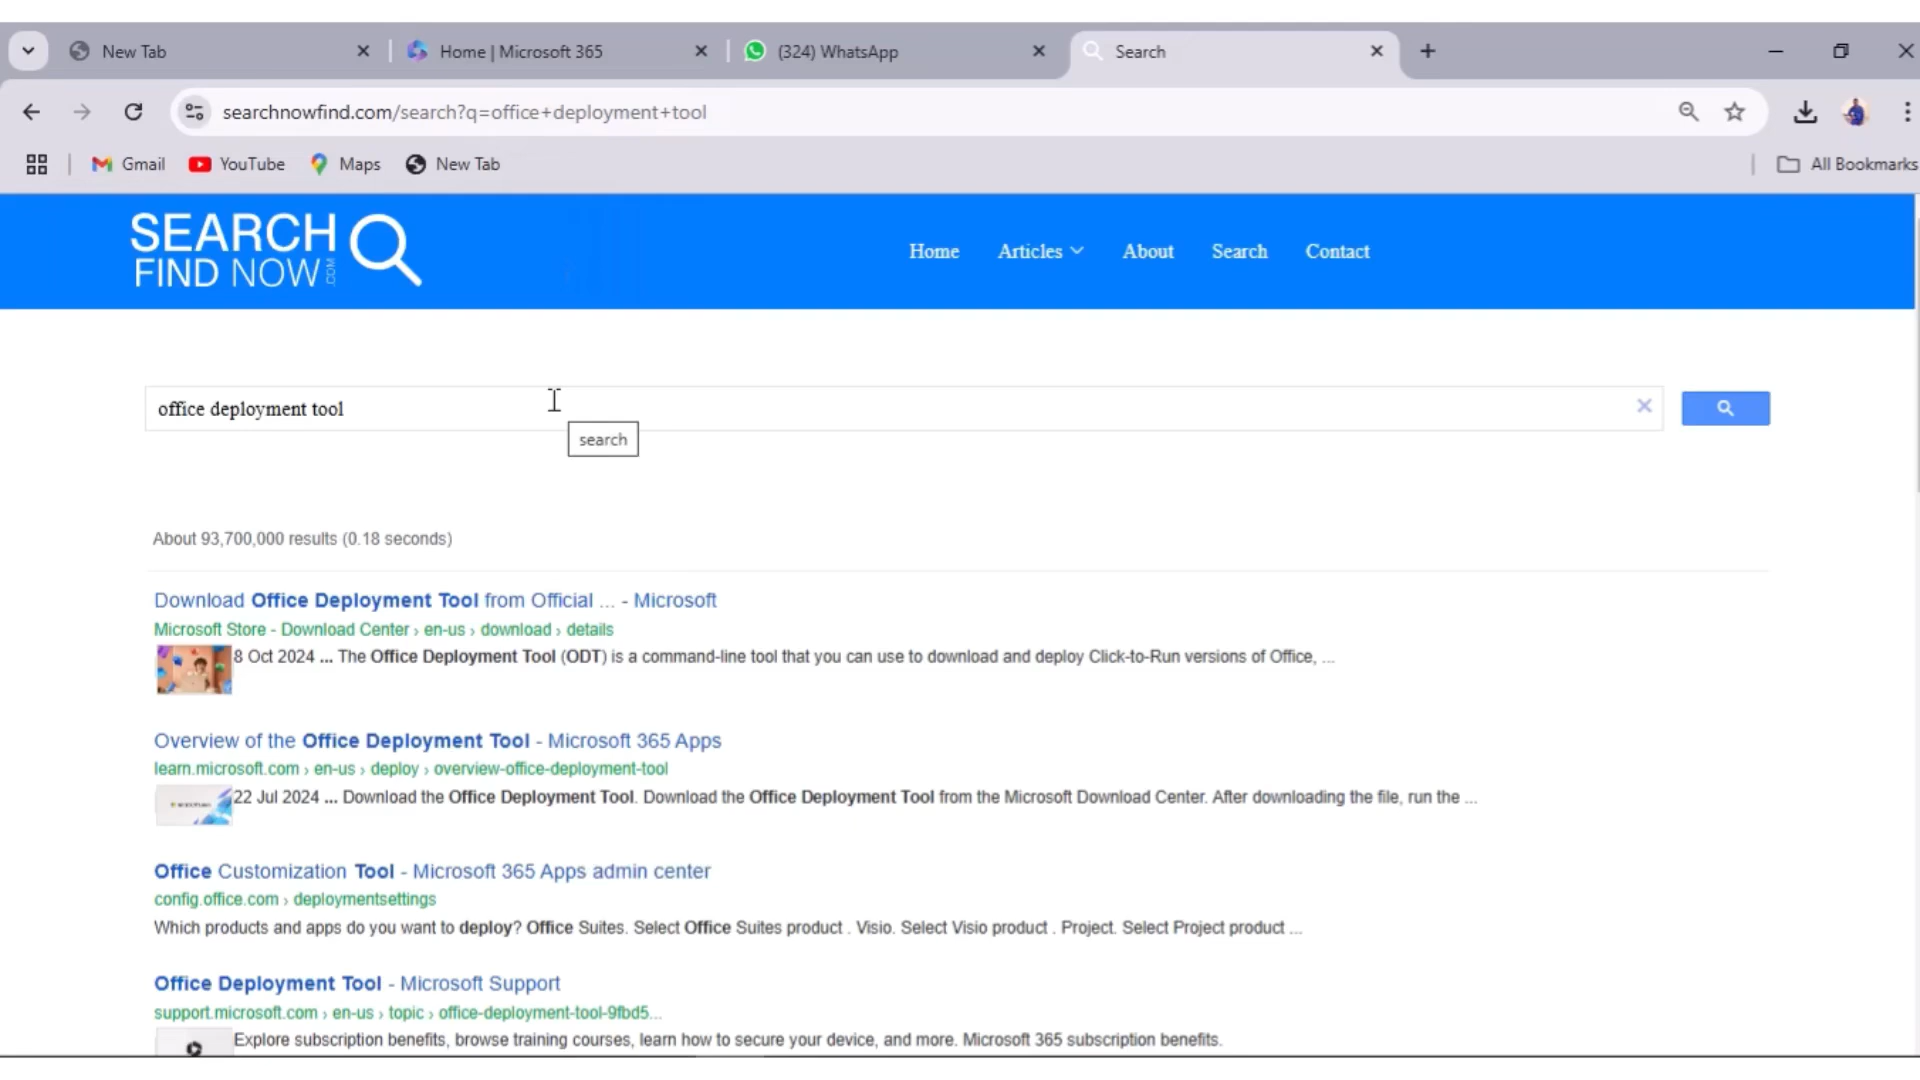 New Tab
Home | Microsoft 365
(324) WhatsApp
Search
searchnowfind.com/search?q=office+deployment+tool
Gmail
YouTube
Maps
New Tab
All Bookmarks
SEARCH
FIND NOW .COM
Home
Articles
About
Search
Contact
office deployment tool
search
About 93,700,000 results (0.18 seconds)
Download Office Deployment Tool from Official ... - Microsoft
Microsoft Store - Download Center › en-us › download › details
8 Oct 2024 ... The Office Deployment Tool (ODT) is a command-line tool that you can use to download and deploy Click-to-Run versions of Office, ...
Overview of the Office Deployment Tool - Microsoft 365 Apps
learn.microsoft.com › en-us › deploy › overview-office-deployment-tool
22 Jul 2024 ... Download the Office Deployment Tool. Download the Office Deployment Tool from the Microsoft Download Center. After downloading the file, run the ...
Office Customization Tool - Microsoft 365 Apps admin center
config.office.com › deploymentsettings
Which products and apps do you want to deploy? Office Suites. Select Office Suites product . Visio. Select Visio product . Project. Select Project product ...
Office Deployment Tool - Microsoft Support
support.microsoft.com › en-us › topic › office-deployment-tool-9fbd5...
Explore subscription benefits, browse training courses, learn how to secure your device, and more. Microsoft 365 subscription benefits.